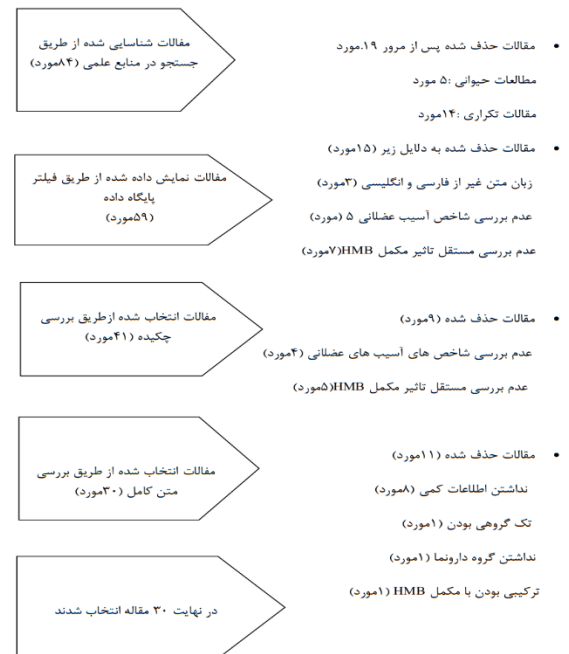 مقالات شناسایی شده از طریق
جستجو در منابع علمی (۸۴مورد)
• مقالات حذف شده پس از مرور ۱۹.مورد
مطالعات حیوانی :۵ مورد
مقالات تکراری :۱۴مورد
• مقالات حذف شده به دلایل زیر (۱۵مورد)
زبان متن غیر از فارسی و انگلیسی (۳مورد)
عدم بررسی شاخص آسیب عضلانی ۵ (مورد)
عدم بررسی مستقل تاثیر مکمل HMB(۷مورد)
مقالات نمایش داده شده از طریق فیلتر
پایگاه داده
(۵۹مورد)
مقالات انتخاب شده ازطریق بررسی
چکیده (۴۱مورد)
• مقالات حذف شده (۹مورد)
عدم بررسی شاخص های آسیب های عضلانی (۴مورد)
عدم بررسی مستقل تاثیر مکمل HMB(۵مورد)
مقالات انتخاب شده از طریق بررسی
متن کامل (۳۰مورد)
• مقالات حذف شده (۱۱مورد)
نداشتن اطلاعات کمی (۸مورد)
تک گروهی بودن (۱مورد)
نداشتن گروه دارونما (۱مورد)
ترکیبی بودن با مکمل HMB (۱مورد)
در نهایت ۳۰ مقاله انتخاب شدند